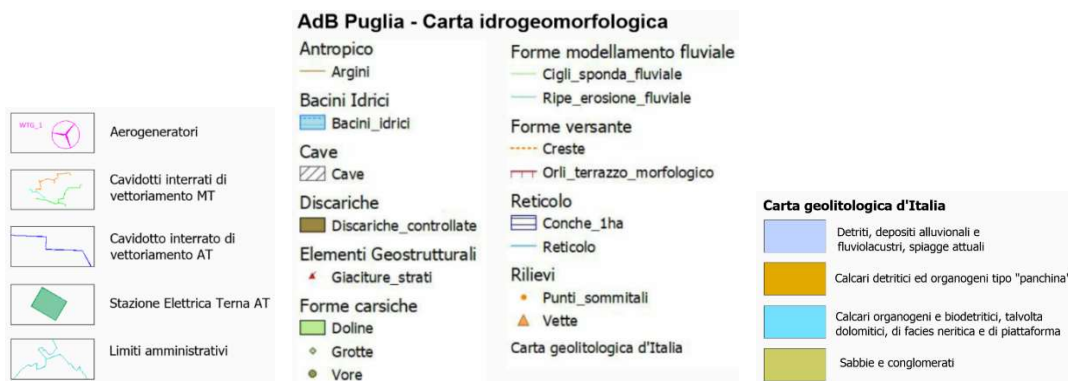 WTG_1
Aerogeneratori
Cavidotti interrati di
vettoriamento MT
Cavidotto interrato di
vettoriamento AT
Stazione Elettrica Terna AT
Limiti amministrativi
AdB Puglia - Carta idrogeomorfologica
Antropico
Argini
Bacini Idrici
Bacini_idrici
Cave
Cave
Discariche
Discariche_controllate
Elementi Geostrutturali
Giaciture_strati
Forme carsiche
Doline
Grotte
Vore
Forme modellamento fluviale
Cigli_sponda_fluviale
Ripe_erosione_fluviale
Forme versante
Creste
Orli_terrazzo_morfologico
Reticolo
Conche_1ha
Reticolo
Rilievi
Punti_sommitali
Vette
Carta geolitologica d'Italia
Carta geolitologica d'Italia
Detriti, depositi alluvionali e
fluviolacustri, spiagge attuali
Calcari detritici ed organogeni tipo "panchina"
Calcari organogeni e biodetritici, talvolta
dolomitici, di facies neritica e di piattaforma
Sabbie e conglomerati